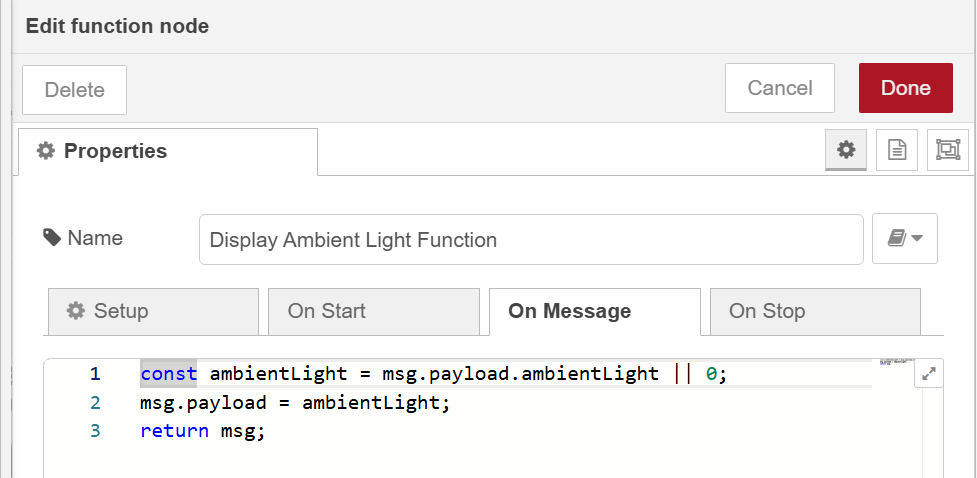 Edit function node
Delete
Cancel
Done
Properties
Name
Display Ambient Light Function
Setup
On Start
On Message
On Stop
1 const ambientLight = msg.payload.ambientLight || 0;
2 msg.payload = ambientLight;
3 return msg;